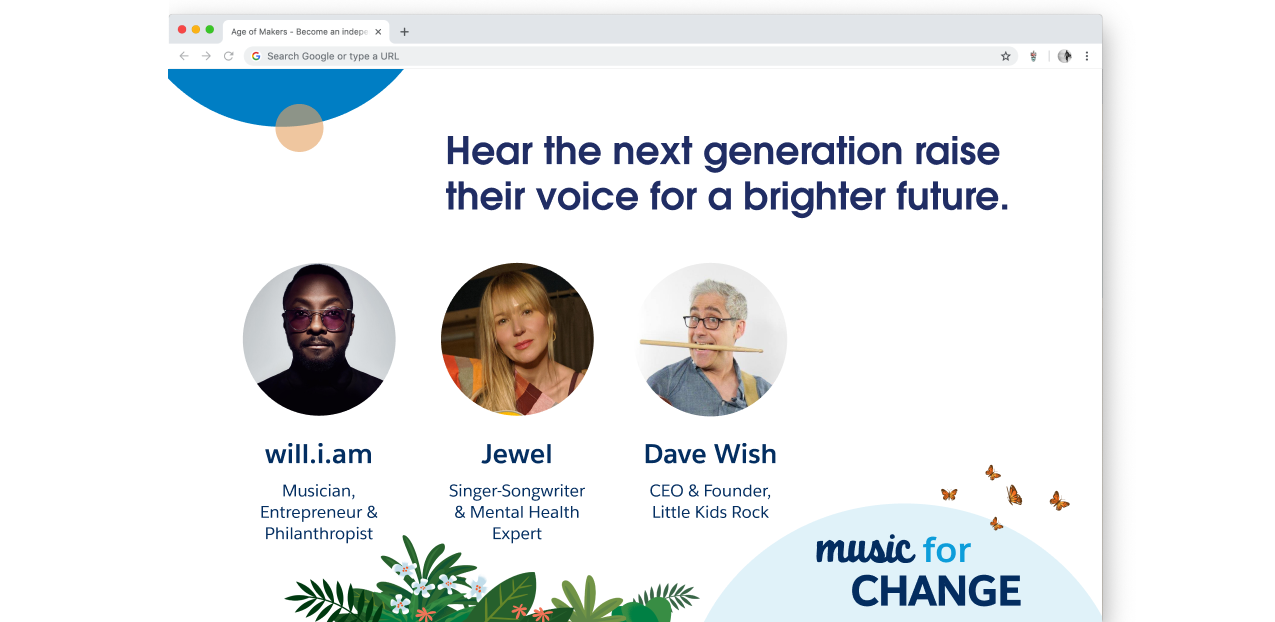 Age of Makers - Become an indepe
Search Google or type a URL
Hear the next generation raise
their voice for a brighter future.
will.i.am
Musician,
Entrepreneur &
Philanthropist
Jewel
Singer-Songwriter
& Mental Health
Expert
Dave Wish
CEO & Founder,
Little Kids Rock
music for
CHANGE